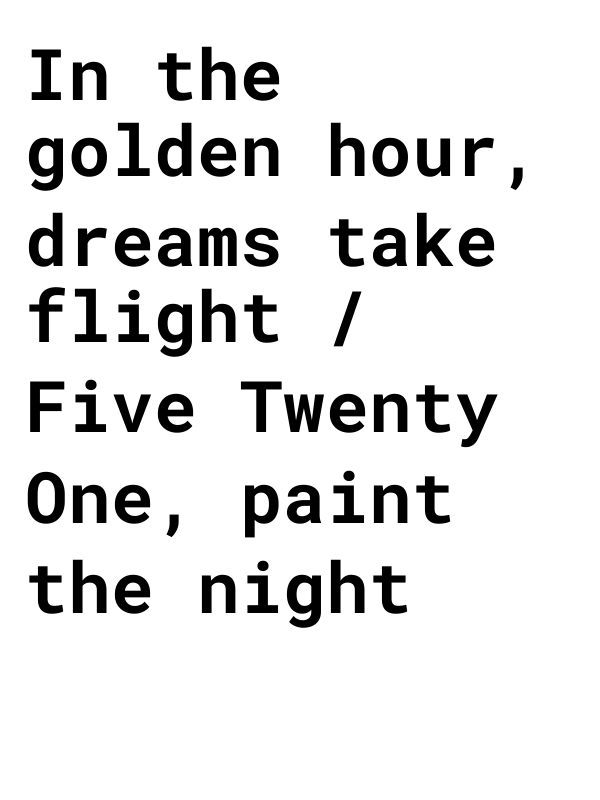 In the
golden hour,
dreams take
flight /
Five Twenty
One, paint
the night